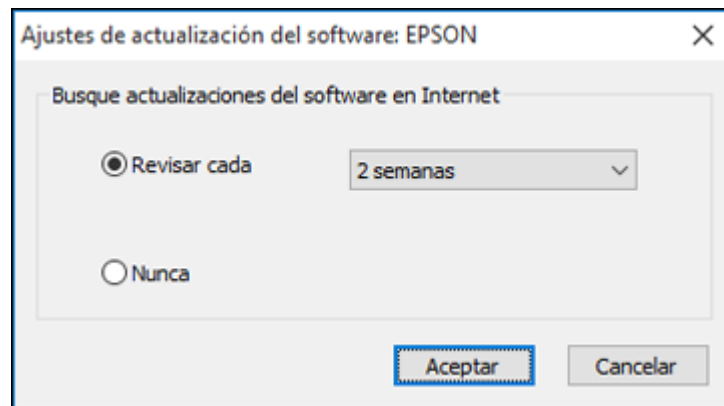 Ajustes de actualización del software: EPSON
Busque actualizaciones del software en Internet
Revisar cada 2 semanas
Nunca
Aceptar Cancelar